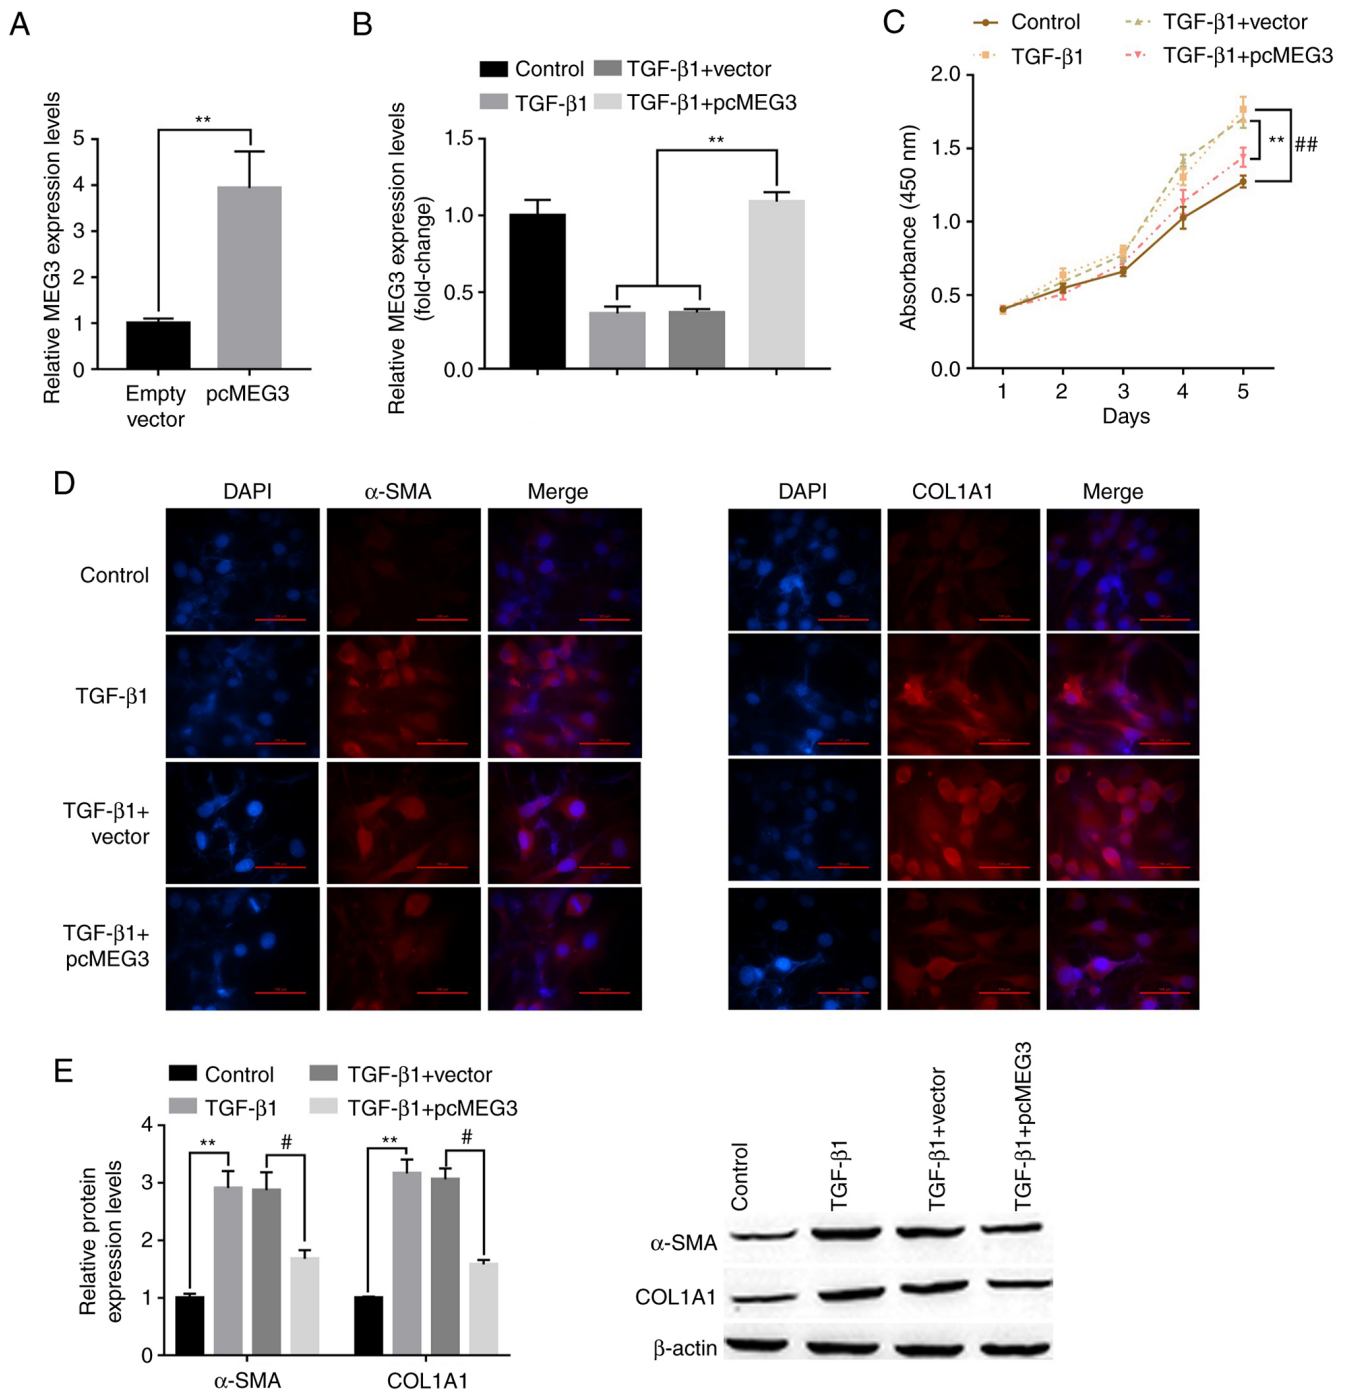 A
**
Relative MEG3 expression levels
5
4
3
2
1
0
Empty
vector
pcMEG3
B
Control
TGF-β1+vector
TGF-β1
TGF-β1+pcMEG3
**
Relative MEG3 expression levels
(fold-change)
1.5
1.0
0.5
0.0
C
Control
TGF-β1+vector
TGF-β1
TGF-β1+pcMEG3
Absorbance (450 nm)
2.0
1.5
1.0
0.5
0.0
** ##
1 2 3 4 5
Days
D
DAPI α-SMA Merge DAPI COL1A1 Merge
Control
TGF-β1
TGF-β1+
vector
TGF-β1+
pcMEG3
E
Control
TGF-β1+vector
TGF-β1
TGF-β1+pcMEG3
Relative protein
expression levels
4
3
2
1
0
** # ** #
α-SMA COL1A1
Control
TGF-β1
TGF-β1+vector
TGF-β1+pcMEG3
α-SMA
COL1A1
β-actin